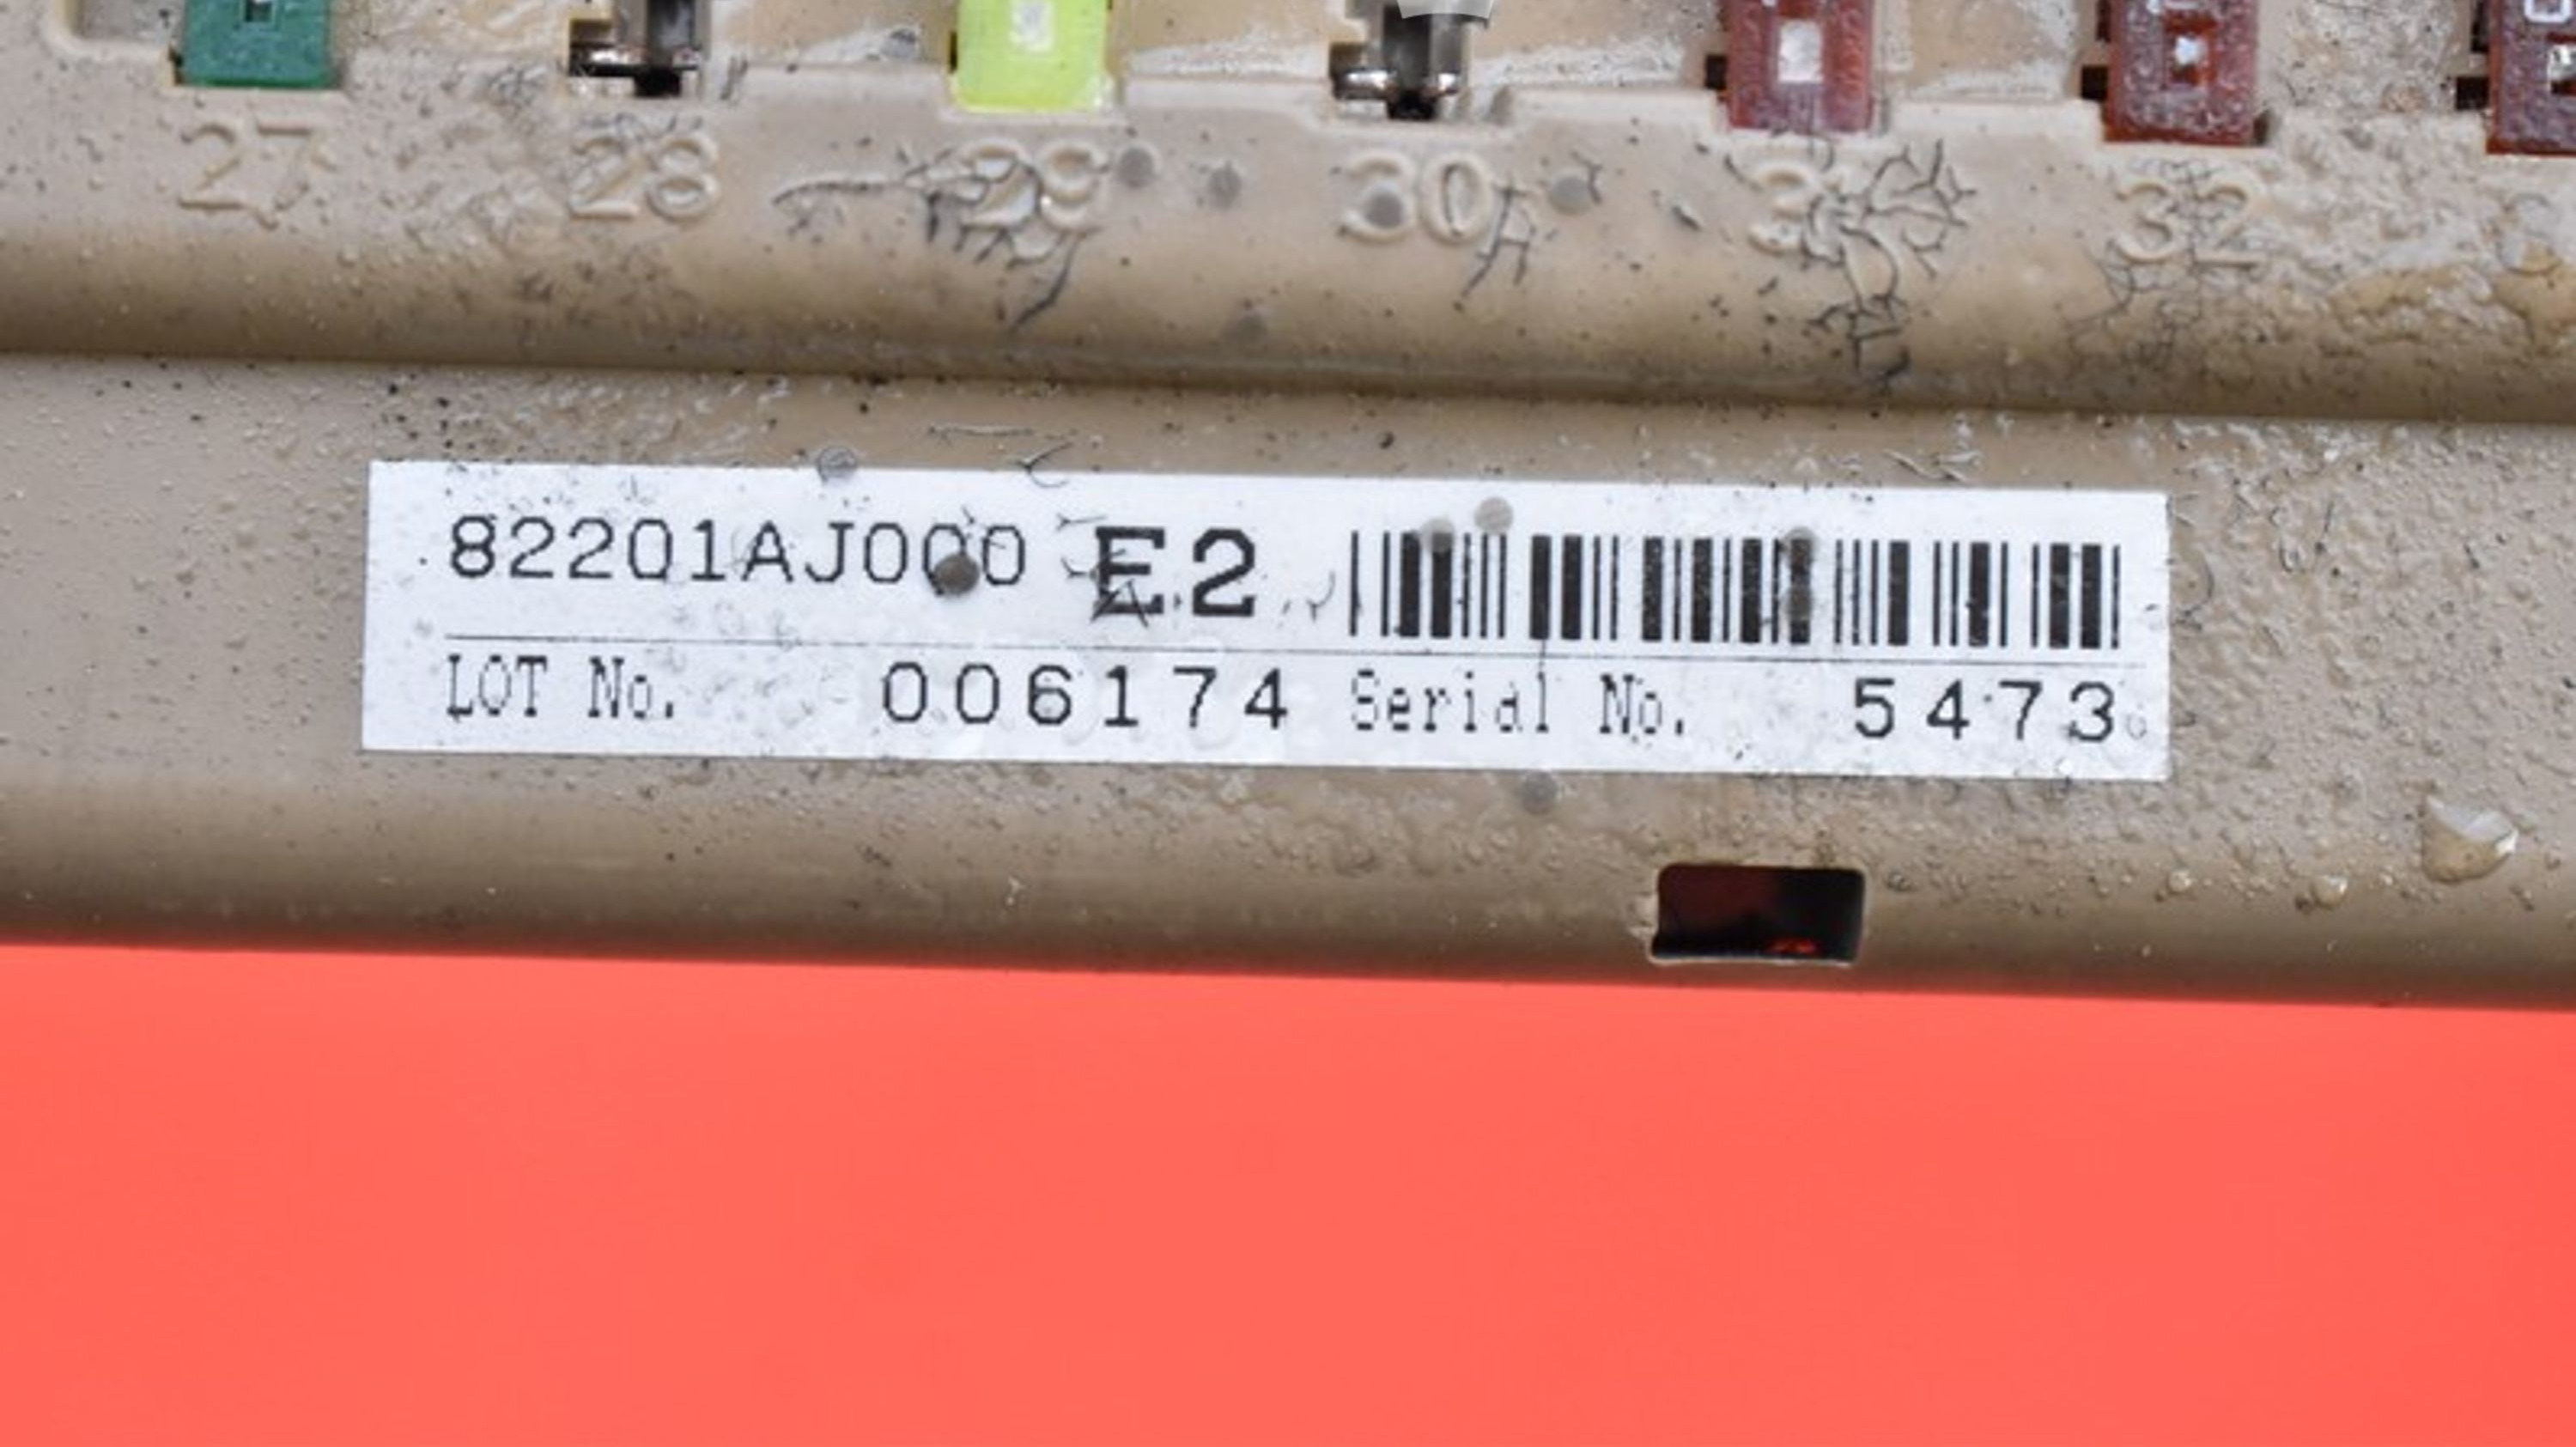 27 28 29 30 31 32
82201AJ000 E2
LOT No. 006174 Serial No. 5473